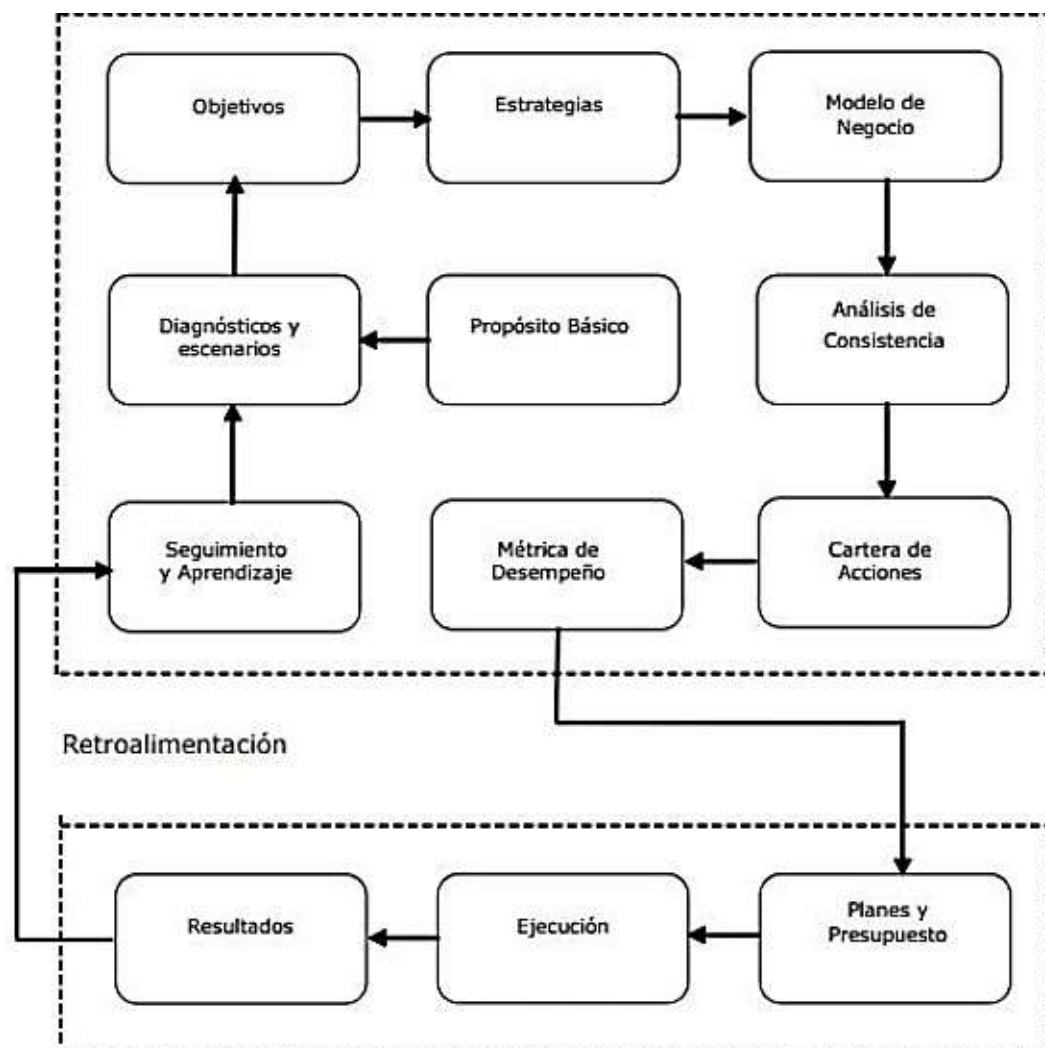 Objetivos
Estrategias
Modelo de
Negocio
Diagnósticos y
escenarios
Propósito Básico
Análisis de
Consistencia
Seguimiento
y Aprendizaje
Métrica de
Desempeño
Cartera de
Acciones
Retroalimentación
Resultados
Ejecución
Planes y
Presupuesto